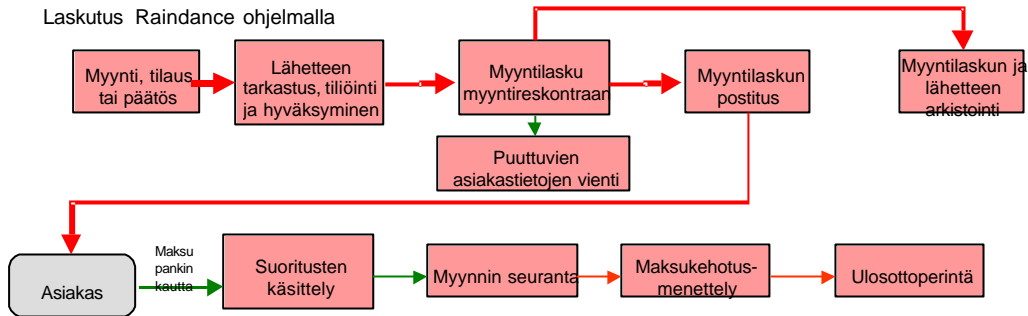 Laskutus Raindance ohjelmalla
Myynti, tilaus
tai päätös
Lähetteen
tarkastus, tiliöinti
ja hyväksyminen
Myyntilasku
myyntireskontraan
Myyntilaskun
postitus
Myyntilaskun ja
lähetteen
arkistointi
Puuttuvien
asiakastietojen vienti
Asiakas
Maksu
pankin
kautta
Suoritusten
käsittely
Myynnin seuranta
Maksukehotus-
menettely
Ulosottoperintä